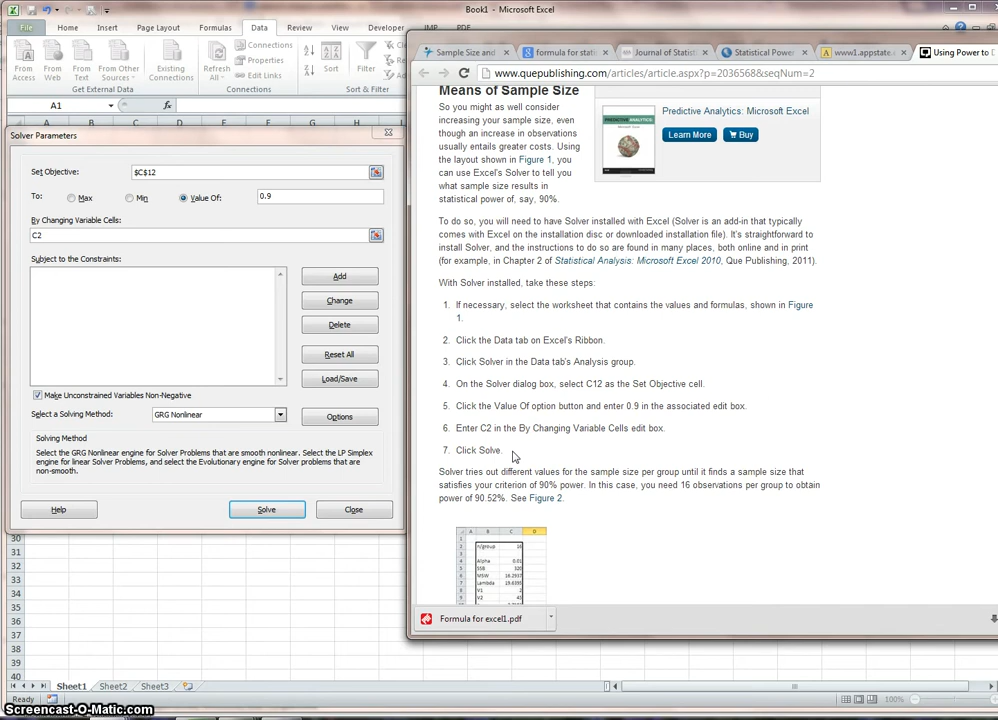 Book1 - Microsoft Excel
File Home Insert Page Layout Formulas Data Review View Developer IMP PDF
From Access
From Web
From Text
From Other Sources
Existing Connections
Refresh All
Connections
Properties
Edit Links
Sort
Filter
Get External Data Connections Sort & Filter
A1 fx
A B C D E F G H
Solver Parameters
Set Objective: $C$12
To: Max Min Value Of: 0.9
By Changing Variable Cells:
C2
Subject to the Constraints:
Add
Change
Delete
Reset All
Load/Save
Make Unconstrained Variables Non-Negative
Select a Solving Method: GRG Nonlinear Options
Solving Method
Select the GRG Nonlinear engine for Solver Problems that are smooth nonlinear. Select the LP Simplex
engine for linear Solver Problems, and select the Evolutionary engine for Solver problems that are
non-smooth.
Help Solve Close
30
31
32
33
34
35
36
37
38
39
40
Sheet1 Sheet2 Sheet3
Ready
100%
Screencast-O-Matic.com
Sample Size and formula for stati Journal of Statist Statistical Power www1.appstate.e Using Power to D
www.quepublishing.com/articles/article.aspx?p=2036568&seqNum=2
Means of Sample Size
So you might as well consider
increasing your sample size, even
though an increase in observations
usually entails greater costs. Using
the layout shown in Figure 1, you
can use Excel's Solver to tell you
what sample size results in
statistical power of, say, 90%.
Predictive Analytics: Microsoft Excel
Learn More Buy
To do so, you will need to have Solver installed with Excel (Solver is an add-in that typically
comes with Excel on the installation disc or downloaded installation file). It's straightforward to
install Solver, and the instructions to do so are found in many places, both online and in print
(for example, in Chapter 2 of Statistical Analysis: Microsoft Excel 2010, Que Publishing, 2011).
With Solver installed, take these steps:
1. If necessary, select the worksheet that contains the values and formulas, shown in Figure
1.
2. Click the Data tab on Excel's Ribbon.
3. Click Solver in the Data tab's Analysis group.
4. On the Solver dialog box, select C12 as the Set Objective cell.
5. Click the Value Of option button and enter 0.9 in the associated edit box.
6. Enter C2 in the By Changing Variable Cells edit box.
7. Click Solve.
Solver tries out different values for the sample size per group until it finds a sample size that
satisfies your criterion of 90% power. In this case, you need 16 observations per group to obtain
power of 90.52%. See Figure 2.
A B C D
n/group 16
Alpha 0.01
SSB 320
MSW
Lambda
V1 2
V2
Formula for excel1.pdf